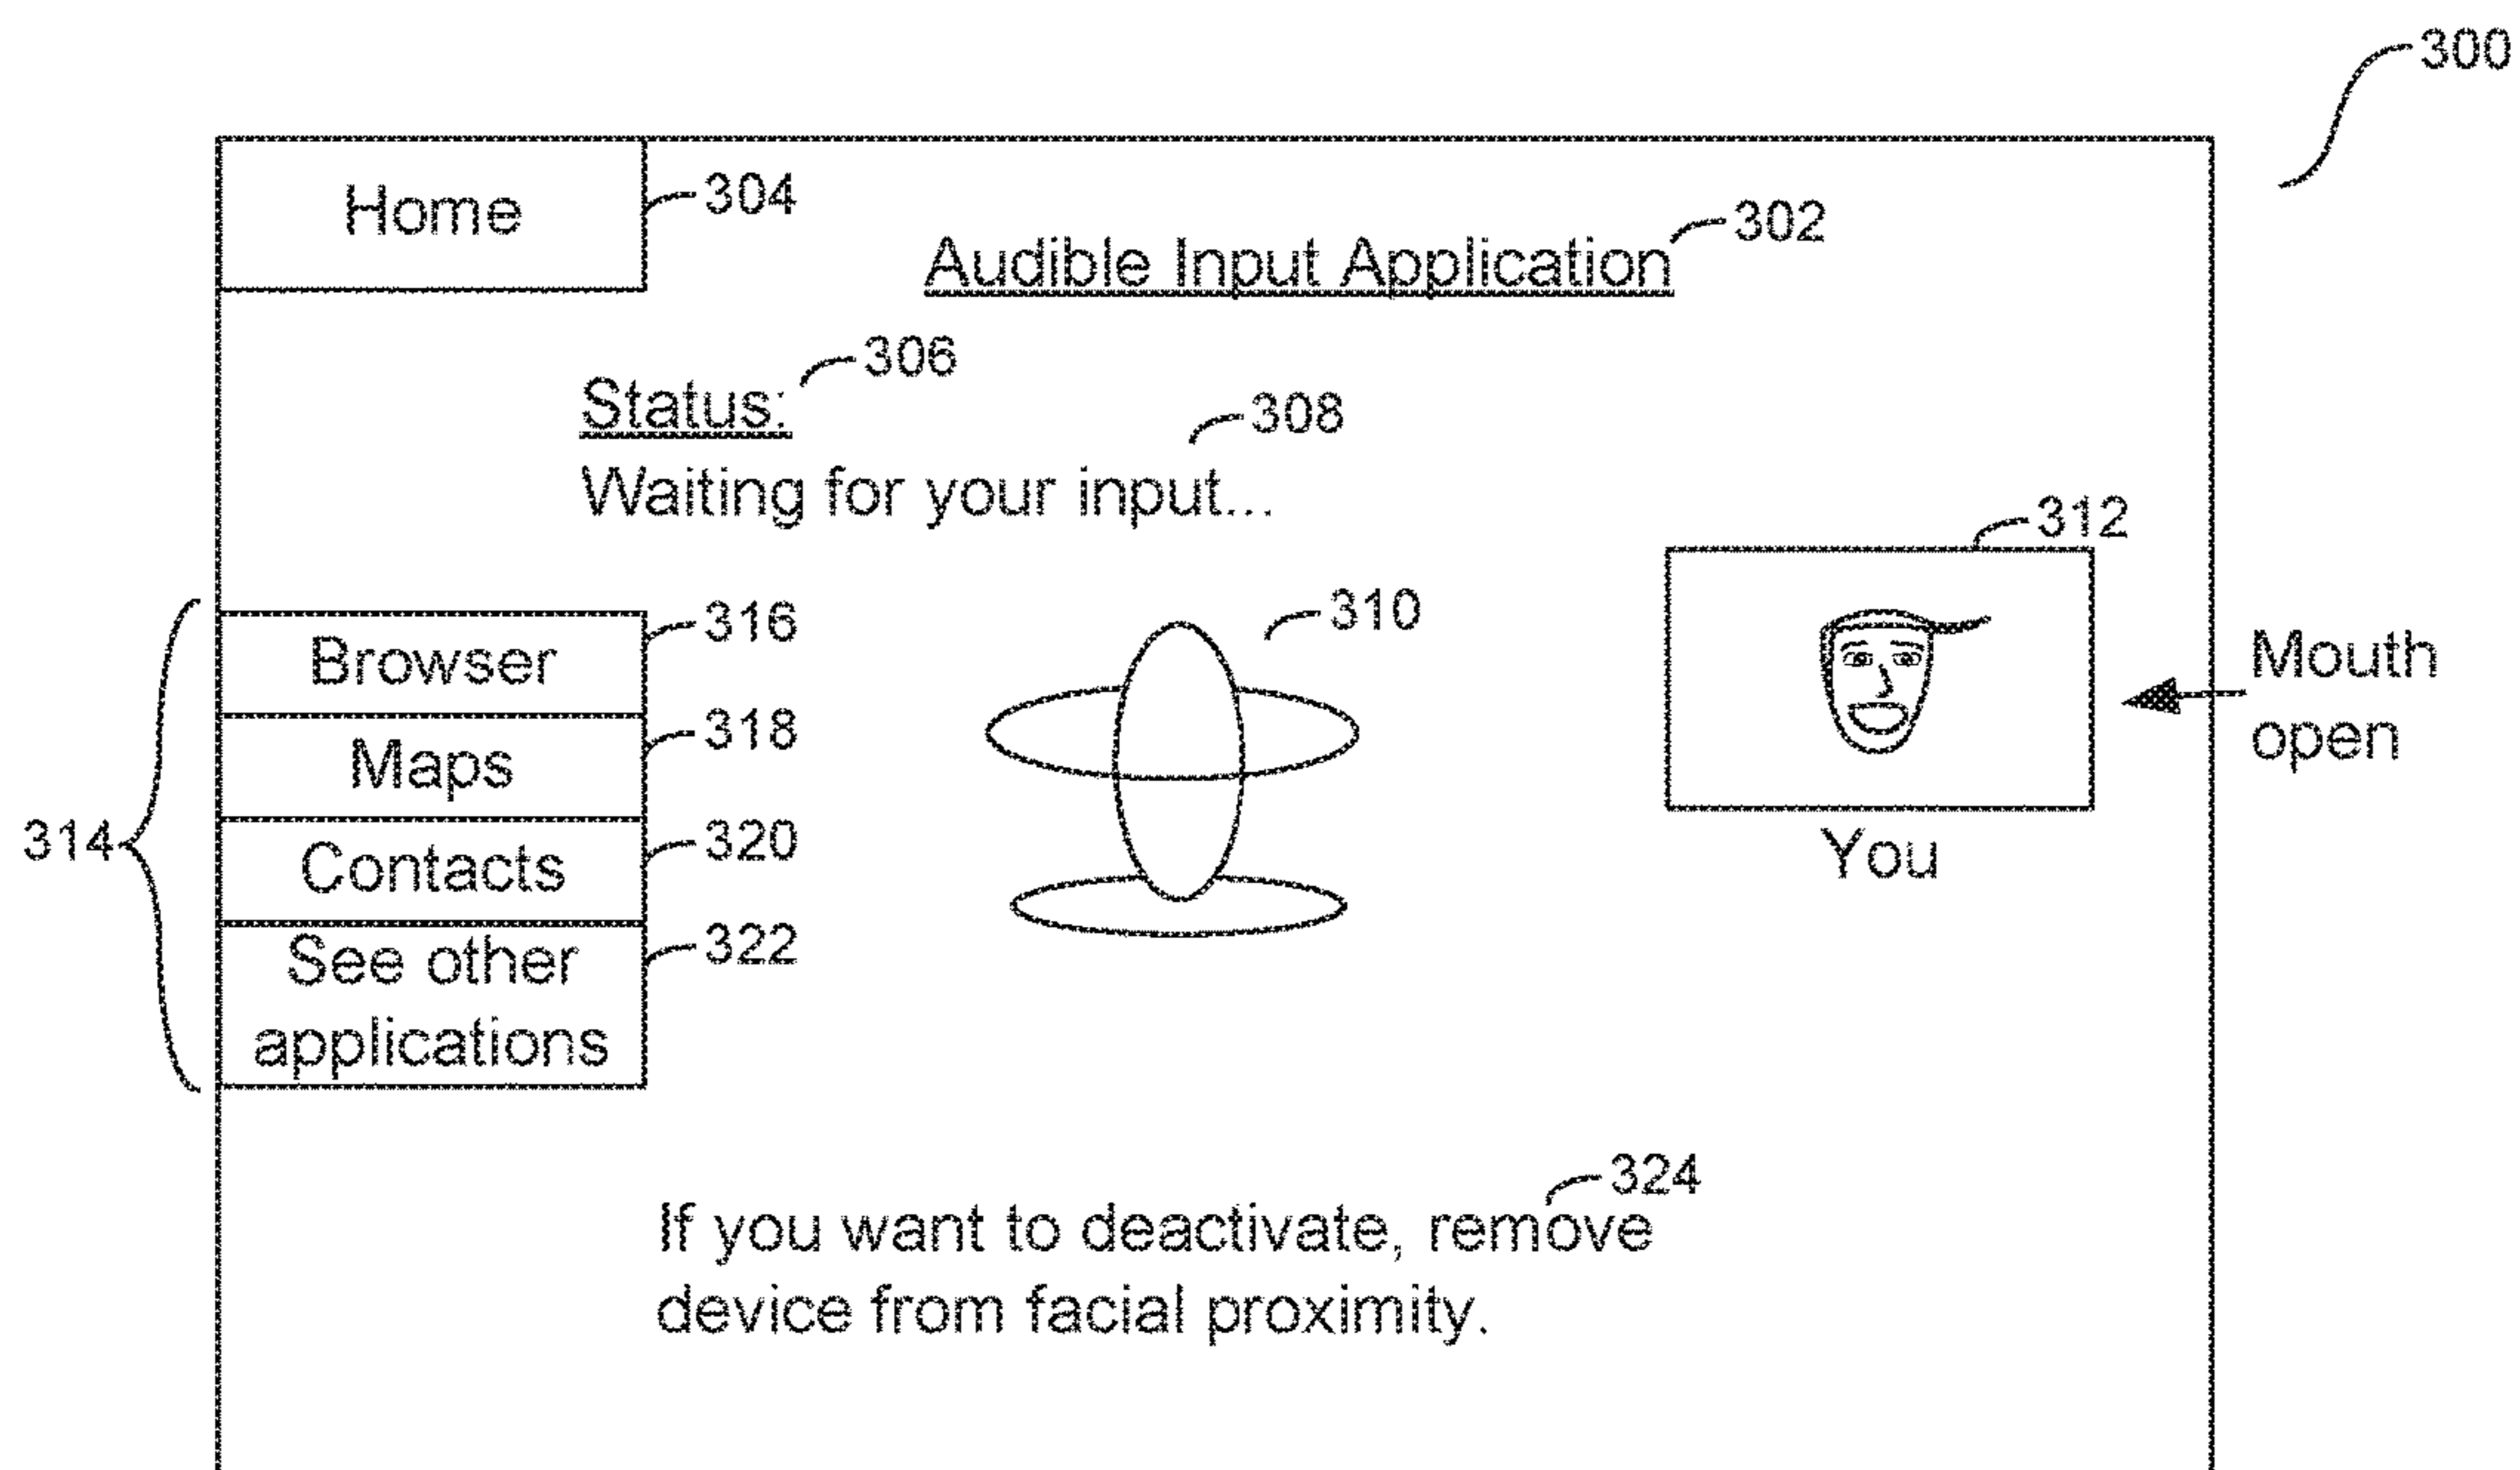 300
Home
304
Audible Input Application
302
Status:
306
Waiting for your input...
308
312
Mouth
open
You
310
314
Browser
316
Maps
318
Contacts
320
See other
applications
322
324
If you want to deactivate, remove
device from facial proximity.